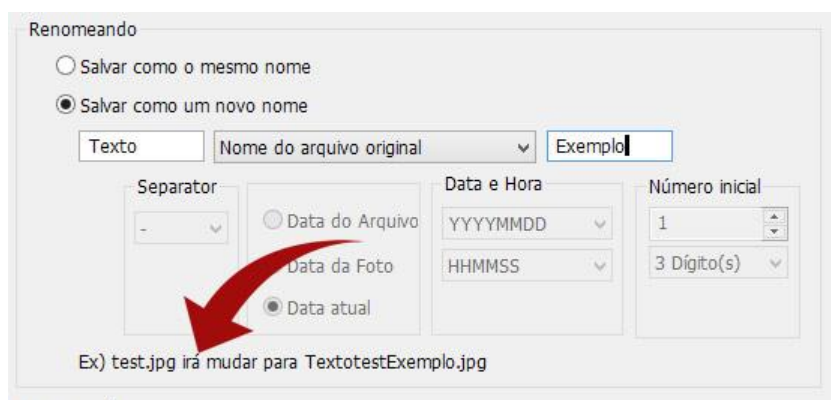 Renomeando
Salvar como o mesmo nome
Salvar como um novo nome
Texto Nome do arquivo original Exemplo
Separator Data e Hora Número inicial
- Data do Arquivo YYYYMMDD 1
Data da Foto HHMMSS 3 Dígito(s)
Data atual
Ex) test.jpg irá mudar para TextotestExemplo.jpg